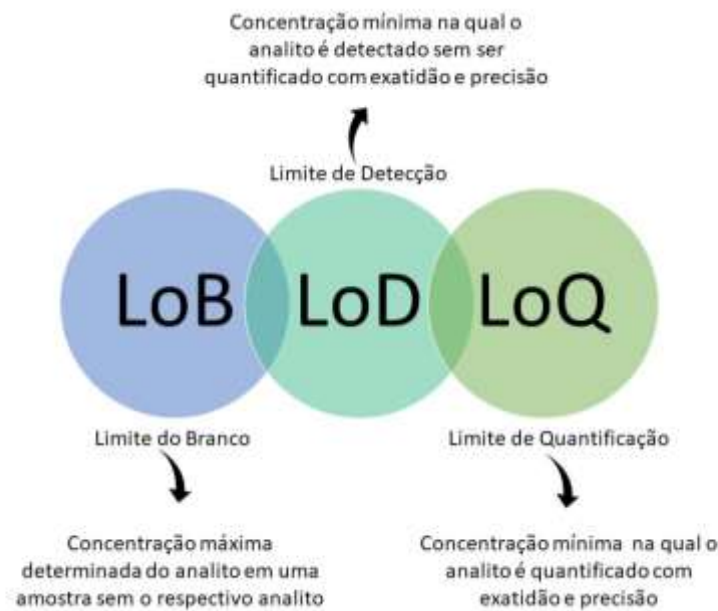 Concentração mínima na qual o
analito é detectado sem ser
quantificado com exatidão e precisão
Limite de Detecção
LoB
LoD
LoQ
Limite do Branco
Limite de Quantificação
Concentração máxima
determinada do analito em uma
amostra sem o respectivo analito
Concentração mínima na qual o
analito é quantificado com
exatidão e precisão